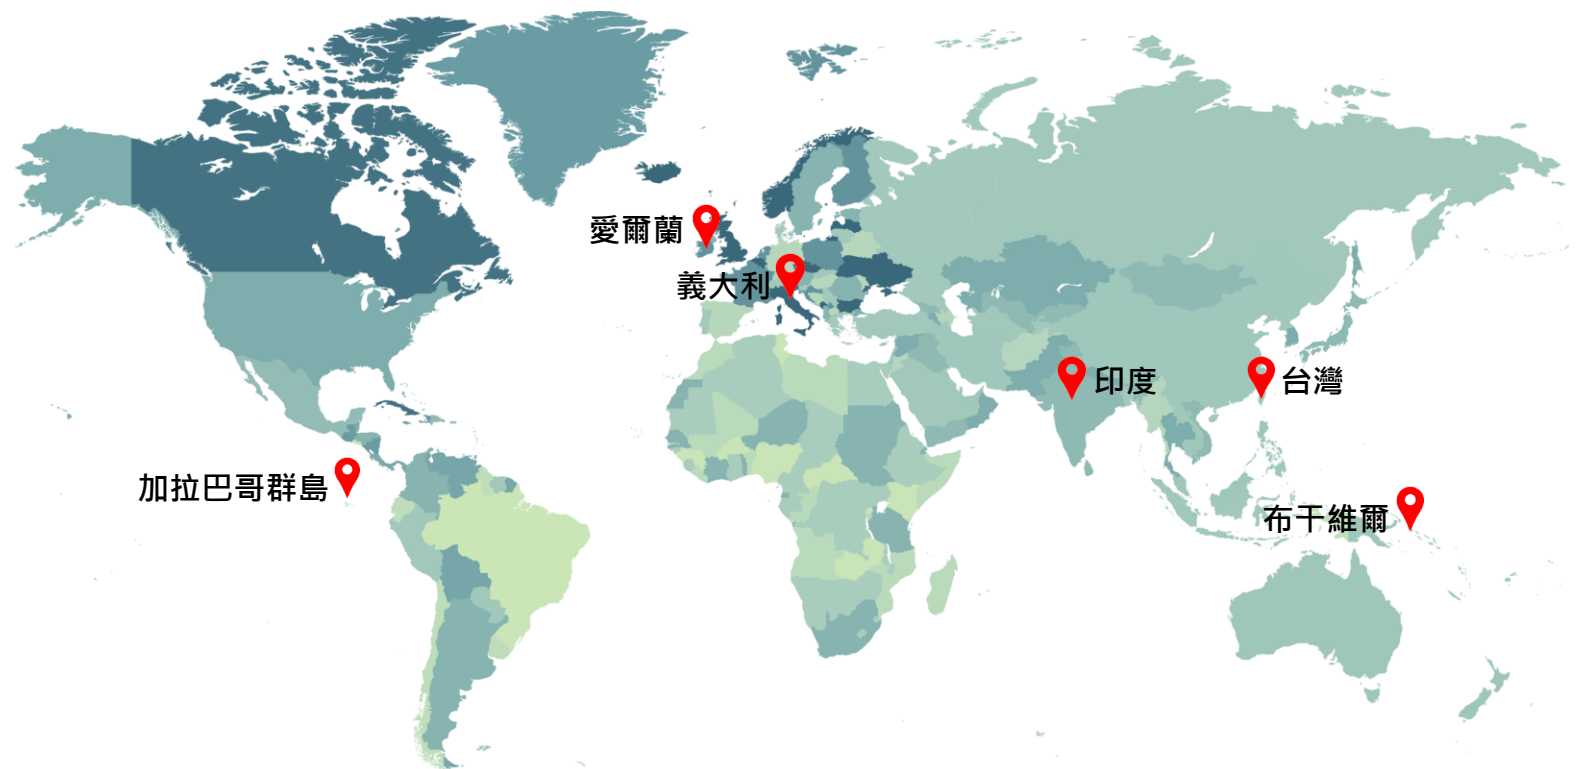 愛爾蘭
義大利
印度
台灣
加拉巴哥群島
布干維爾